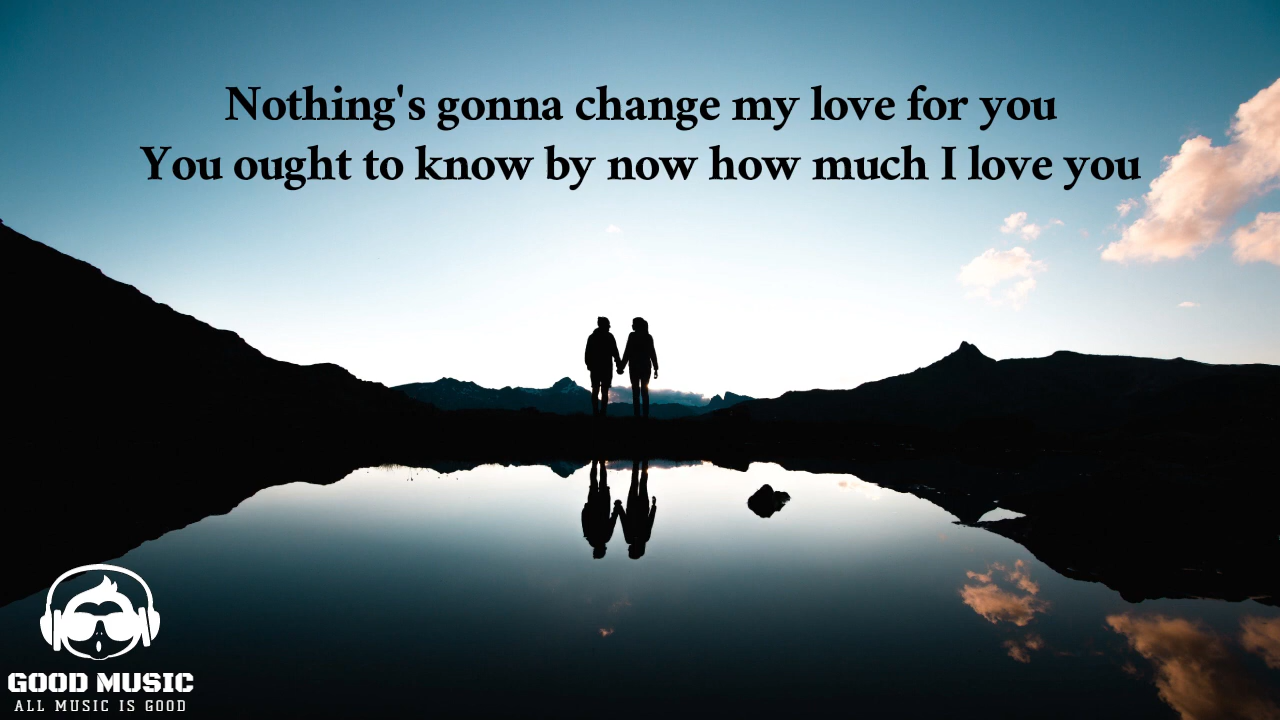 Nothing's gonna change my love for you
You ought to know by now how much I love you
GOOD MUSIC
ALL MUSIC IS GOOD